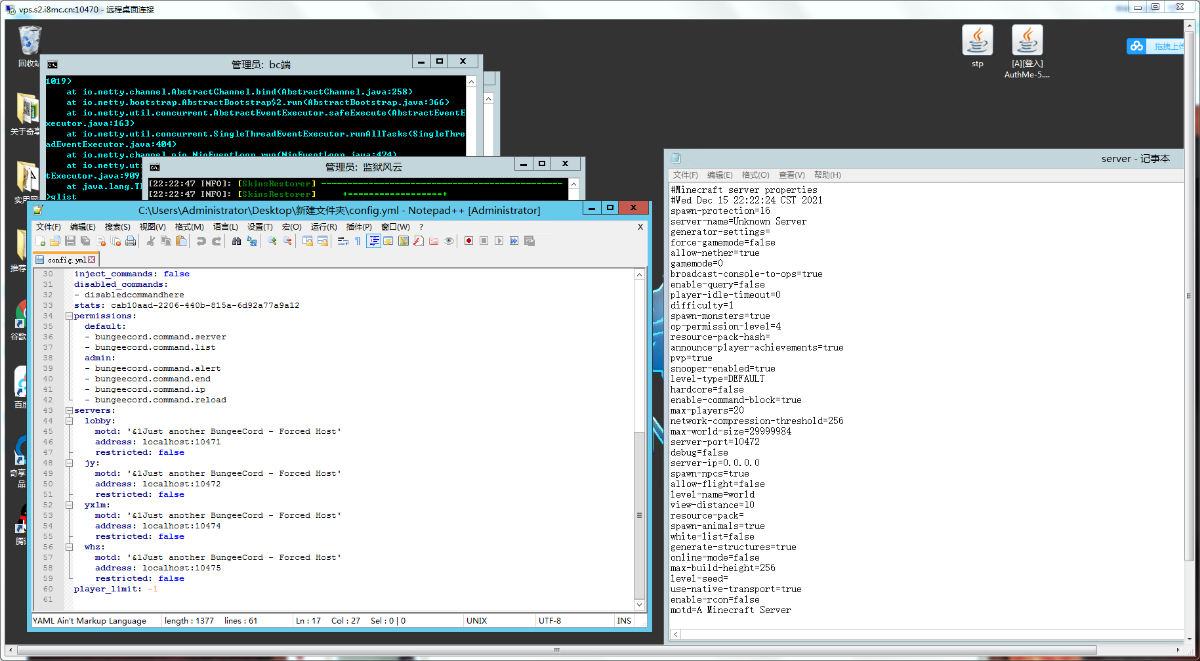 vps.s2.i8mc.cn:10470 - 远程桌面连接
回收站
stp
[A][登入]
AuthMe-5....
拖拽上传
管理员: bc端
1019>
at io.netty.channel.AbstractChannel.bind(AbstractChannel.java:258)
at io.netty.bootstrap.AbstractBootstrap$2.run(AbstractBootstrap.java:366)
at io.netty.util.concurrent.AbstractEventExecutor.safeExecute(AbstractEventE
xecutor.java:163)
at io.netty.util.concurrent.SingleThreadEventExecutor.runAllTasks(SingleThre
adEventExecutor.java:404)
at io.netty.channel.nio.NioEventLoop.run(NioEventLoop.java:474)
at io.netty.ut
tExecutor.java:909
at java.lang.T
>glist
管理员: 监狱风云
[22:22:47 INFO]: [SkinsRestorer] ----------------------------------------------
[22:22:47 INFO]: [SkinsRestorer]     +===================+
C:\Users\Administrator\Desktop\新建文件夹\config.yml - Notepad++ [Administrator]
文件(F) 编辑(E) 搜索(S) 视图(V) 格式(M) 语言(L) 设置(T) 宏(O) 运行(R) 插件(P) 窗口(W) ? X
config.yml
30 inject_commands: false
31 disabled_commands:
32 - disabledcommandhere
33 stats: cab10aad-2206-440b-815a-6d92a77a9a12
34 permissions:
35 default:
36 - bungeecord.command.server
37 - bungeecord.command.list
38 admin:
39 - bungeecord.command.alert
40 - bungeecord.command.end
41 - bungeecord.command.ip
42 - bungeecord.command.reload
43 servers:
44 lobby:
45 motd: '&1Just another BungeeCord - Forced Host'
46 address: localhost:10471
47 restricted: false
48 jy:
49 motd: '&1Just another BungeeCord - Forced Host'
50 address: localhost:10472
51 restricted: false
52 yxlm:
53 motd: '&1Just another BungeeCord - Forced Host'
54 address: localhost:10474
55 restricted: false
56 whz:
57 motd: '&1Just another BungeeCord - Forced Host'
58 address: localhost:10475
59 restricted: false
60 player_limit: -1
61
YAML Ain't Markup Language length : 1377 lines : 61 Ln : 17 Col : 27 Sel : 0 | 0 UNIX UTF-8 INS
server - 记事本
文件(F) 编辑(E) 格式(O) 查看(V) 帮助(H)
#Minecraft server properties
#Wed Dec 15 22:22:24 CST 2021
spawn-protection=16
server-name=Unknown Server
generator-settings=
force-gamemode=false
allow-nether=true
gamemode=0
broadcast-console-to-ops=true
enable-query=false
player-idle-timeout=0
difficulty=1
spawn-monsters=true
op-permission-level=4
resource-pack-hash=
announce-player-achievements=true
pvp=true
snooper-enabled=true
level-type=DEFAULT
hardcore=false
enable-command-block=true
max-players=20
network-compression-threshold=256
max-world-size=29999984
server-port=10472
debug=false
server-ip=0.0.0.0
spawn-npcs=true
allow-flight=false
level-name=world
view-distance=10
resource-pack=
spawn-animals=true
white-list=false
generate-structures=true
online-mode=false
max-build-height=256
level-seed=
use-native-transport=true
enable-rcon=false
motd=A Minecraft Server